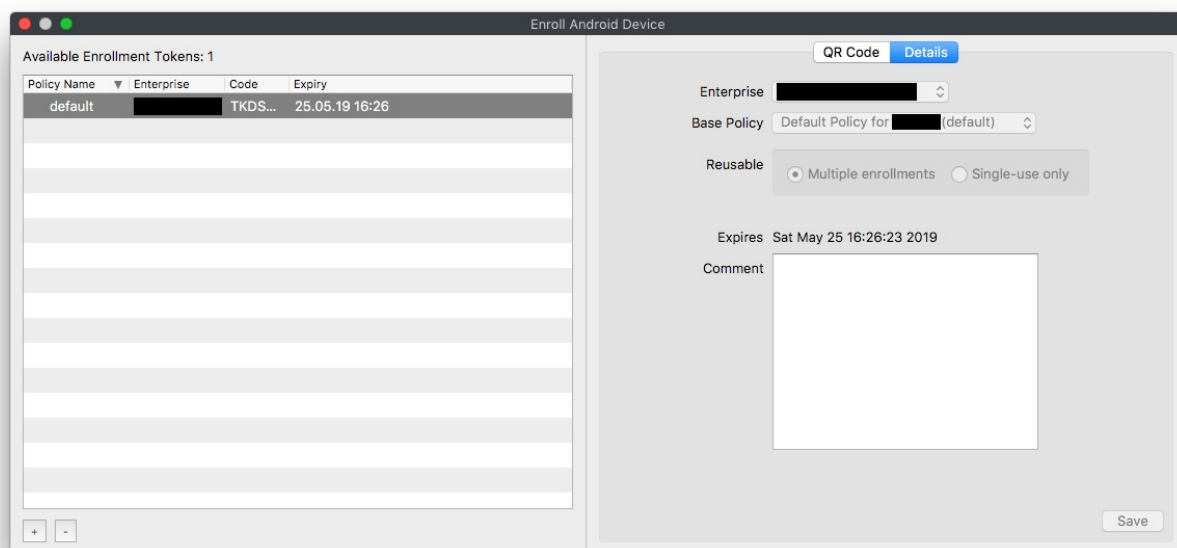 Enroll Android Device
Available Enrollment Tokens: 1
Policy Name ▼ Enterprise Code Expiry
default TKDS... 25.05.19 16:26
+ -
QR Code Details
Enterprise
Base Policy Default Policy for (default)
Reusable Multiple enrollments Single-use only
Expires Sat May 25 16:26:23 2019
Comment
Save